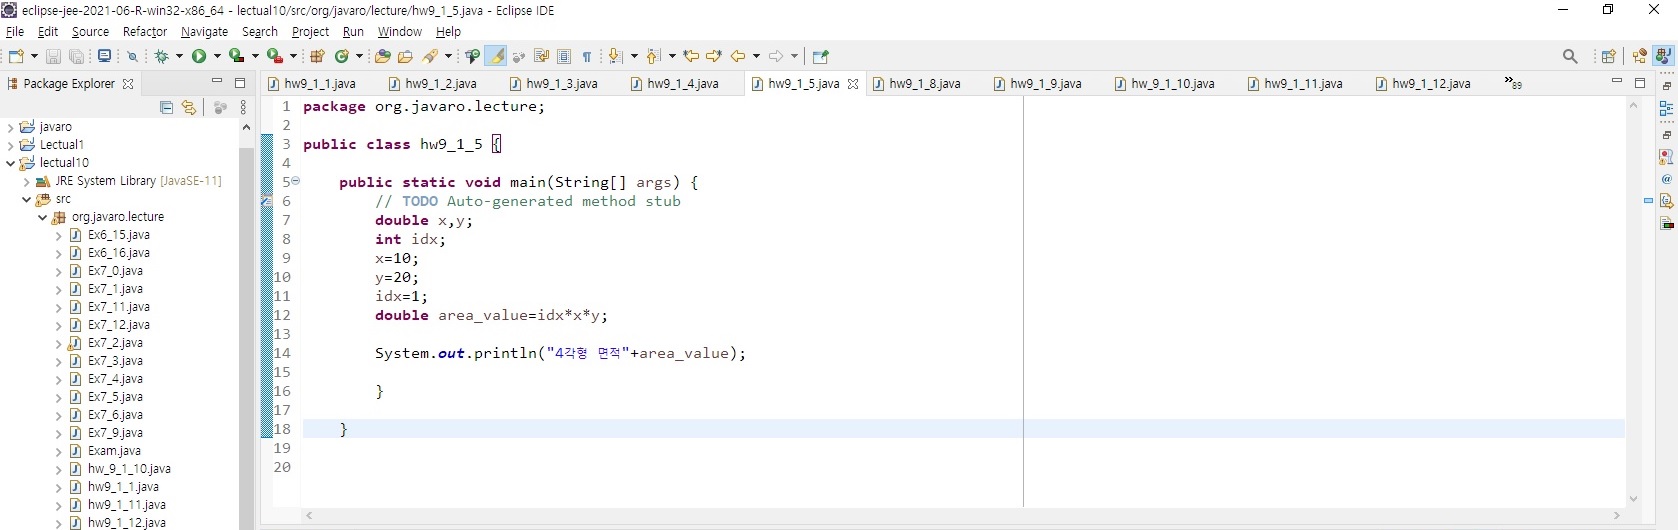 eclipse-jee-2021-06-R-win32-x86_64 - lectual10/src/org/javaro/lecture/hw9_1_5.java - Eclipse IDE
File Edit Source Refactor Navigate Search Project Run Window Help
Package Explorer
hw9_1_1.java hw9_1_2.java hw9_1_3.java hw9_1_4.java hw9_1_5.java hw9_1_8.java hw9_1_9.java hw_9_1_10.java hw9_1_11.java hw9_1_12.java »89
javaro
Lectual1
lectual10
JRE System Library [JavaSE-11]
src
org.javaro.lecture
Ex6_15.java
Ex6_16.java
Ex7_0.java
Ex7_1.java
Ex7_11.java
Ex7_12.java
Ex7_2.java
Ex7_3.java
Ex7_4.java
Ex7_5.java
Ex7_6.java
Ex7_9.java
Exam.java
hw_9_1_10.java
hw9_1_1.java
hw9_1_11.java
hw9_1_12.java
1 package org.javaro.lecture;
2
3 public class hw9_1_5 {
4
5 public static void main(String[] args) {
6 // TODO Auto-generated method stub
7 double x,y;
8 int idx;
9 x=10;
10 y=20;
11 idx=1;
12 double area_value=idx*x*y;
13
14 System.out.println("4각형 면적"+area_value);
15
16 }
17
18 }
19
20